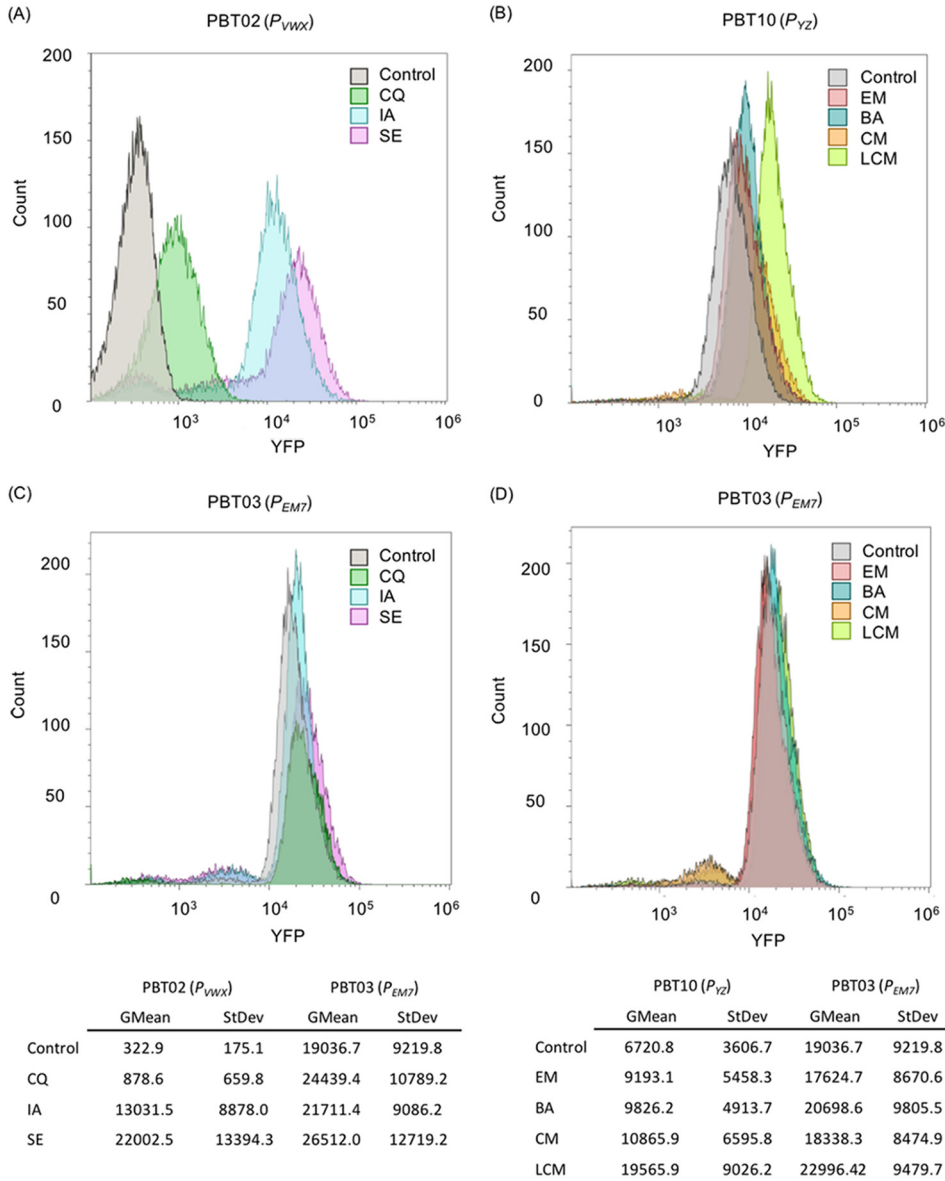 (A)
PBT02 (P_VWX)
200
150
100
50
0
Count
Control
CQ
IA
SE
10³ 10⁴ 10⁵ 10⁶
YFP
(B)
PBT10 (P_YZ)
200
150
100
50
0
Count
Control
EM
BA
CM
LCM
10³ 10⁴ 10⁵ 10⁶
YFP
(C)
PBT03 (P_EM7)
200
150
100
50
0
Count
Control
CQ
IA
SE
10³ 10⁴ 10⁵ 10⁶
YFP
(D)
PBT03 (P_EM7)
200
150
100
50
0
Count
Control
EM
BA
CM
LCM
10³ 10⁴ 10⁵ 10⁶
YFP
PBT02 (P_VWX) PBT03 (P_EM7)
GMean StDev GMean StDev
Control 322.9 175.1 19036.7 9219.8
CQ 878.6 659.8 24439.4 10789.2
IA 13031.5 8878.0 21711.4 9086.2
SE 22002.5 13394.3 26512.0 12719.2
PBT10 (P_YZ) PBT03 (P_EM7)
GMean StDev GMean StDev
Control 6720.8 3606.7 19036.7 9219.8
EM 9193.1 5458.3 17624.7 8670.6
BA 9826.2 4913.7 20698.6 9805.5
CM 10865.9 6595.8 18338.3 8474.9
LCM 19565.9 9026.2 22996.42 9479.7